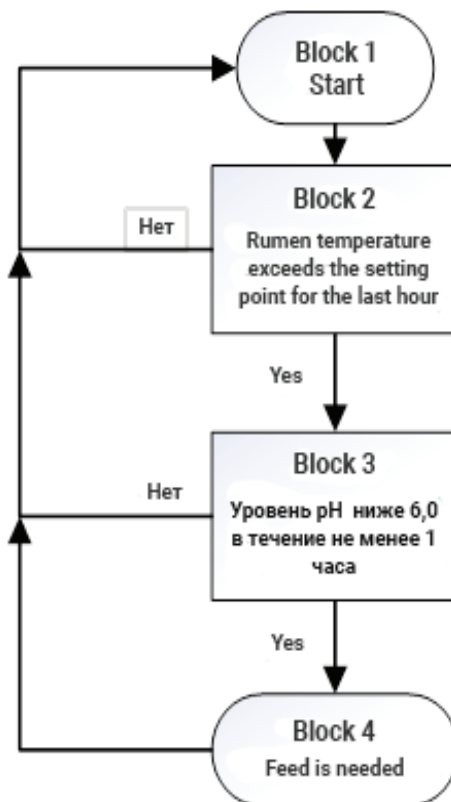 Block 1
Start
Block 2
Нет
Rumen temperature
exceeds the setting
point for the last hour
Yes
Block 3
Нет
Уровень pH ниже 6,0
в течение не менее 1
часа
Yes
Block 4
Feed is needed